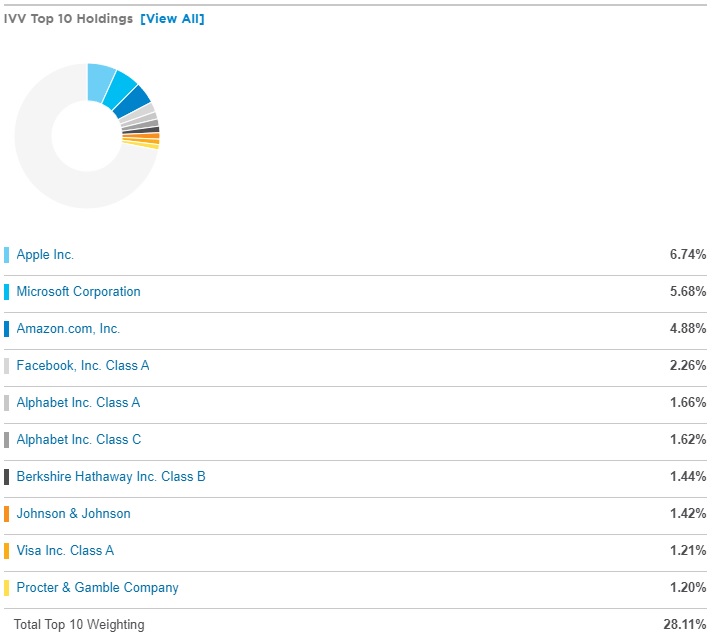 IVV Top 10 Holdings [View All]
Apple Inc. 6.74%
Microsoft Corporation 5.68%
Amazon.com, Inc. 4.88%
Facebook, Inc. Class A 2.26%
Alphabet Inc. Class A 1.66%
Alphabet Inc. Class C 1.62%
Berkshire Hathaway Inc. Class B 1.44%
Johnson & Johnson 1.42%
Visa Inc. Class A 1.21%
Procter & Gamble Company 1.20%
Total Top 10 Weighting 28.11%